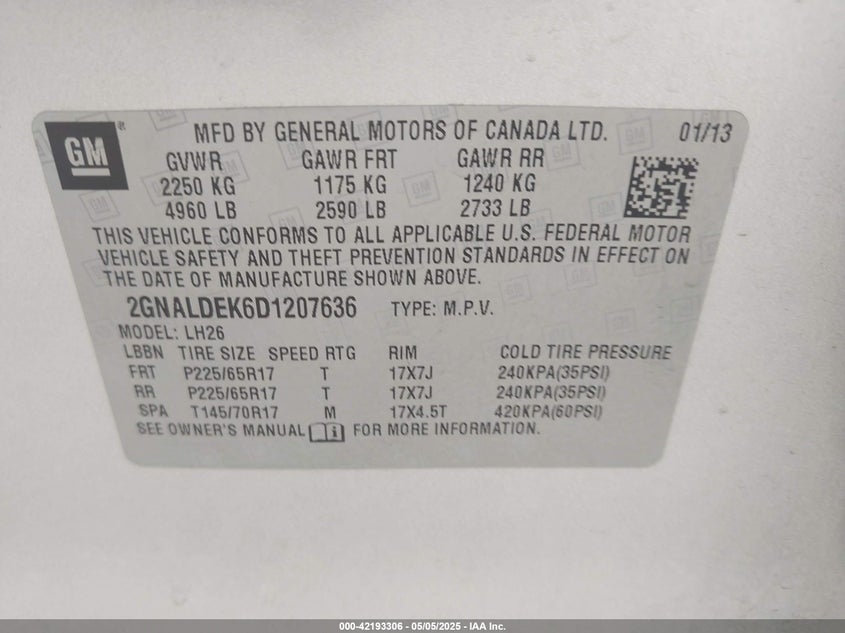 GM
MFD BY GENERAL MOTORS OF CANADA LTD. 01/13
GVWR GAWR FRT GAWR RR
2250 KG 1175 KG 1240 KG
4960 LB 2590 LB 2733 LB
THIS VEHICLE CONFORMS TO ALL APPLICABLE U.S. FEDERAL MOTOR
VEHICLE SAFETY AND THEFT PREVENTION STANDARDS IN EFFECT ON
THE DATE OF MANUFACTURE SHOWN ABOVE.
2GNALDEK6D1207636 TYPE: M.P.V.
MODEL: LH26
LBBN TIRE SIZE SPEED RTG RIM COLD TIRE PRESSURE
FRT P225/65R17 T 17X7J 240KPA(35PSI)
RR P225/65R17 T 17X7J 240KPA(35PSI)
SPA T145/70R17 M 17X4.5T 420KPA(60PSI)
SEE OWNER'S MANUAL FOR MORE INFORMATION.
000-42193306 - 05/05/2025 - IAA Inc.